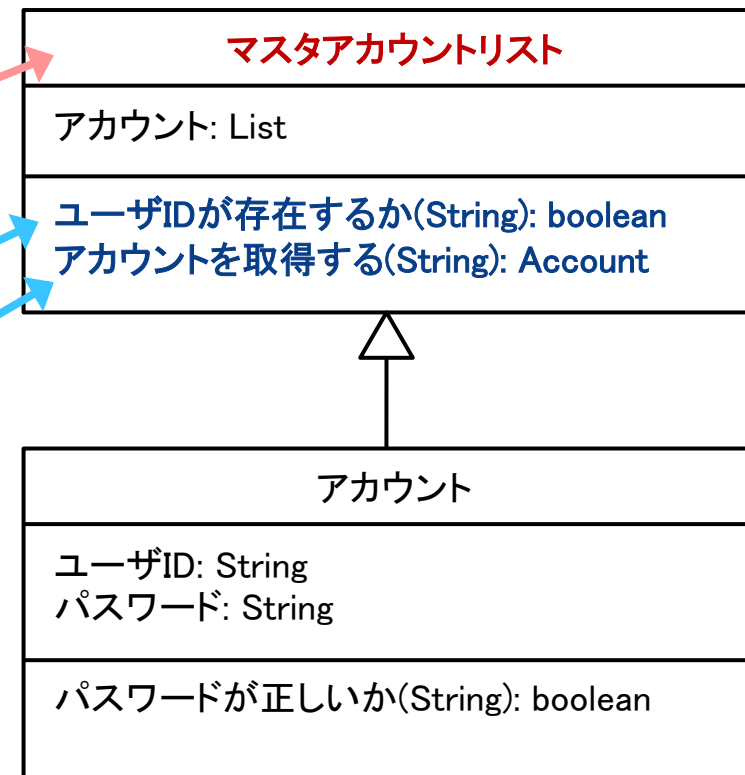 マスタアカウントリスト
アカウント: List
ユーザIDが存在するか(String): boolean
アカウントを取得する(String): Account
アカウント
ユーザID: String
パスワード: String
パスワードが正しいか(String): boolean